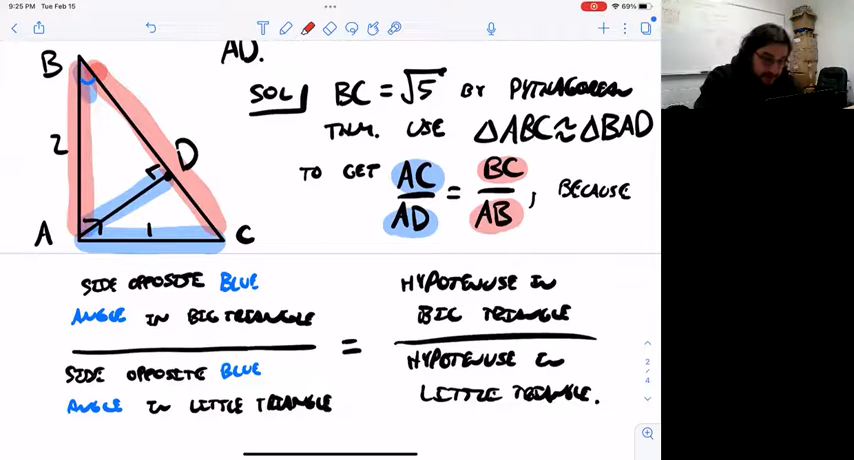 9:25 PM Tue Feb 15
69%
AD.
B
SOL BC = √5 BY PYTHAGOREAN
THM. USE △ABC ≈ △BAD
2
D
TO GET AC/AD = BC/AB, BECAUSE
A
1
C
SIDE OPPOSITE BLUE
ANGLE IN BIG TRIANGLE
SIDE OPPOSITE BLUE
ANGLE IN LITTLE TRIANGLE
=
HYPOTENUSE IN
BIG TRIANGLE
HYPOTENUSE IN
LITTLE TRIANGLE.
2
/
4